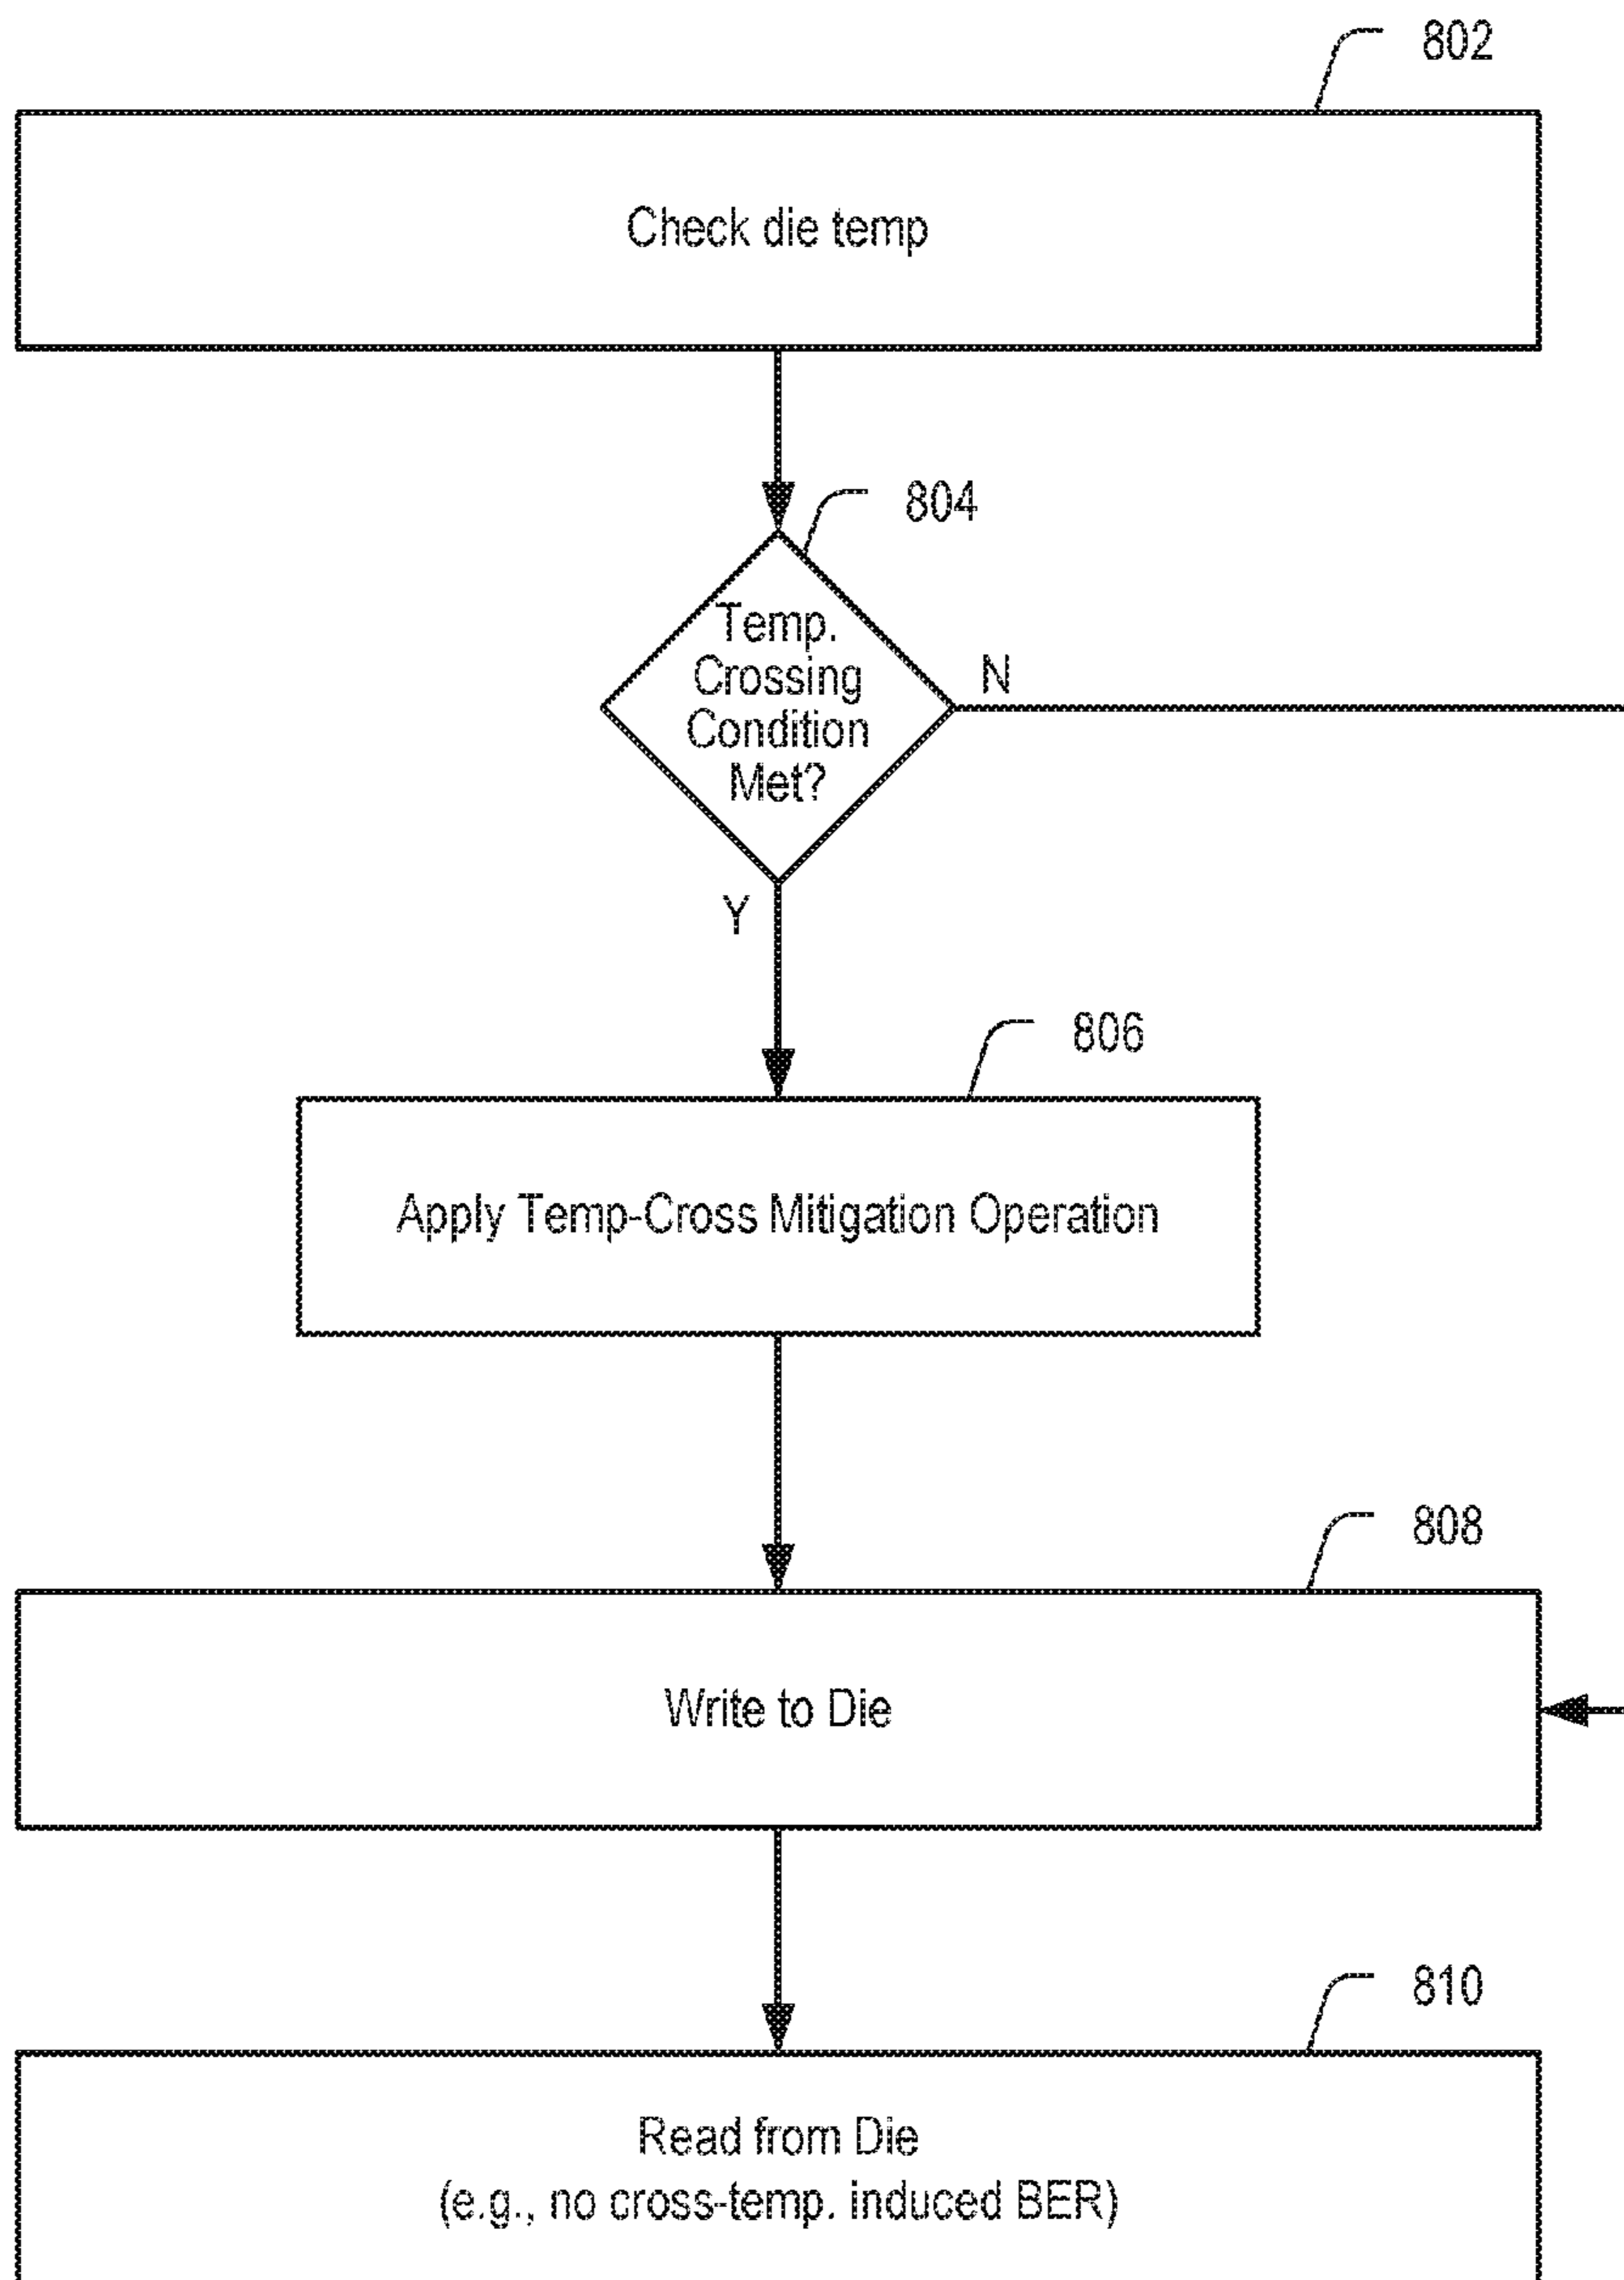 802
Check die temp
804
Temp.
Crossing
Condition
Met?
N
Y
806
Apply Temp-Cross Mitigation Operation
808
Write to Die
810
Read from Die
(e.g., no cross-temp. induced BER)